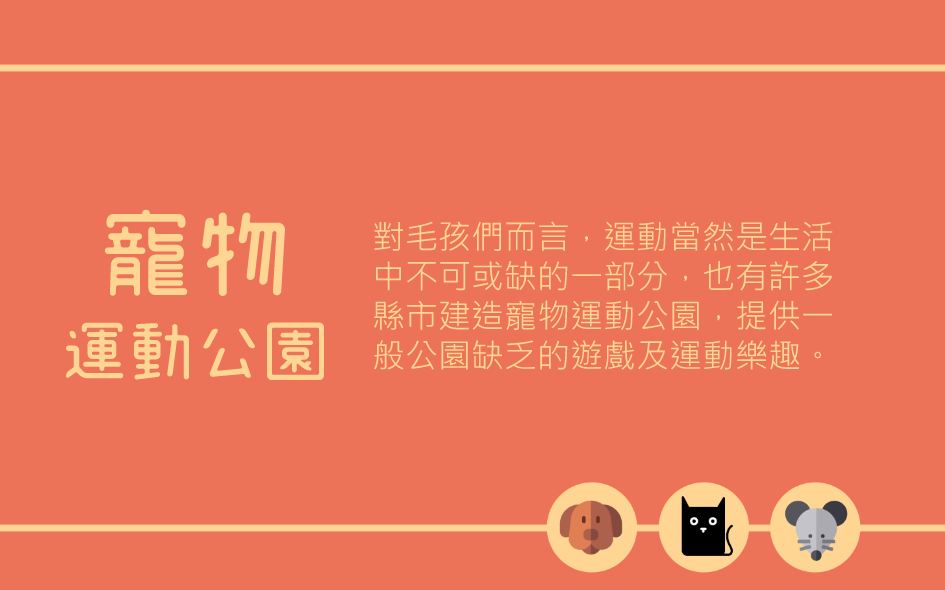 寵物
運動公園
對毛孩們而言，運動當然是生活
中不可或缺的一部分，也有許多
縣市建造寵物運動公園，提供一
般公園缺乏的遊戲及運動樂趣。